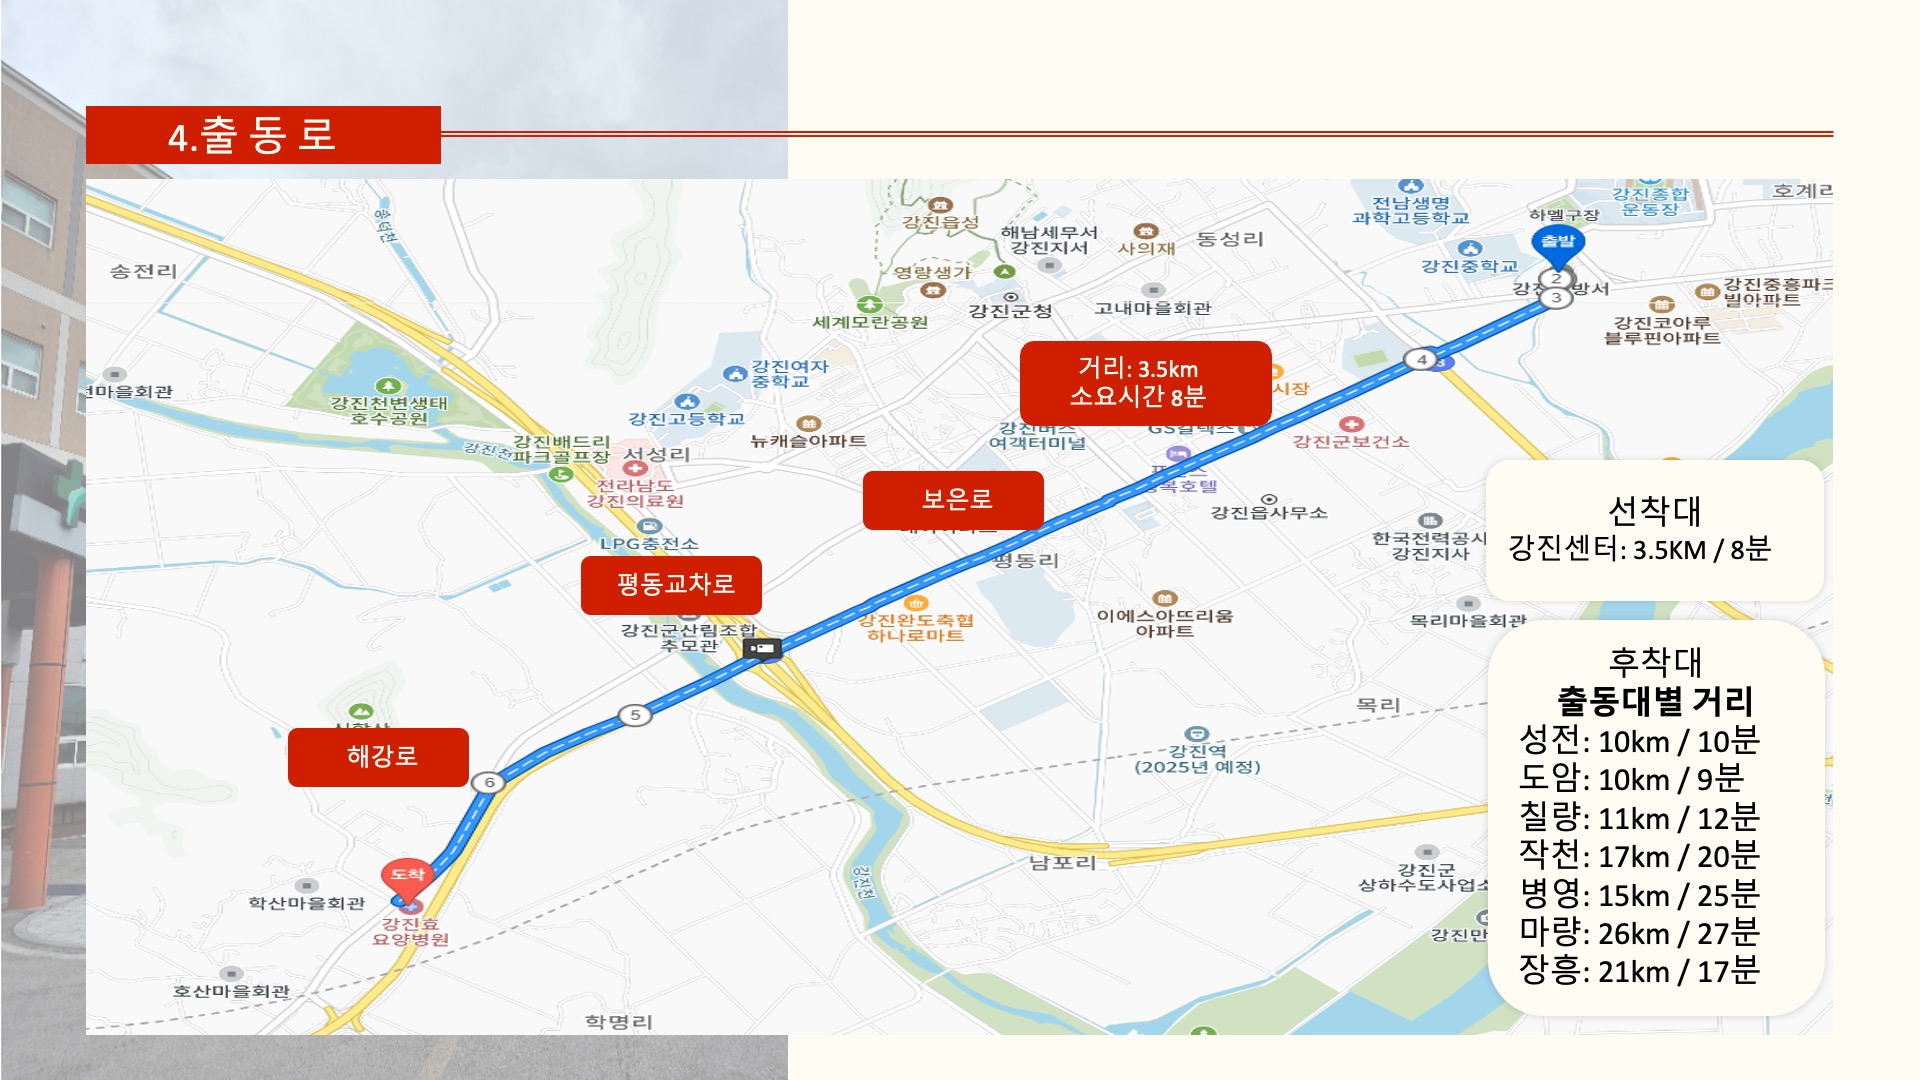 4.출 동 로
송전리
송덕천
강진읍성
해남세무서
강진지서
사의재
동성리
전남생명
과학고등학교
강진종합
운동장
호계리
하멜구장
출발
강진중학교
영랑생가
강진군청
고내마을회관
세계모란공원
2
3
강진중흥파크
빌아파트
강진코아루
블루핀아파트
거리: 3.5km
소요시간 8분
시장
4
강진여자
중학교
마을회관
강진천변생태
호수공원
강진고등학교
뉴캐슬아파트
강진버스
여객터미널
GS칼텍스
강진군보건소
강진배드리
파크골프장
강진천
서성리
전라남도
강진의료원
보은로
강진읍사무소
한국전력공사
강진지사
선착대
강진센터: 3.5KM / 8분
LPG충전소
평동리
평동교차로
강진군산림조합
추모관
강진완도축협
하나로마트
이에스아뜨리움
아파트
목리마을회관
후착대
출동대별 거리
성전: 10km / 10분
도암: 10km / 9분
칠량: 11km / 12분
작천: 17km / 20분
병영: 15km / 25분
마량: 26km / 27분
장흥: 21km / 17분
목리
5
강진역
(2025년 예정)
해강로
6
남포리
강진군
상하수도사업소
강진천
도착
학산마을회관
강진효
요양병원
강진만
호산마을회관
학명리